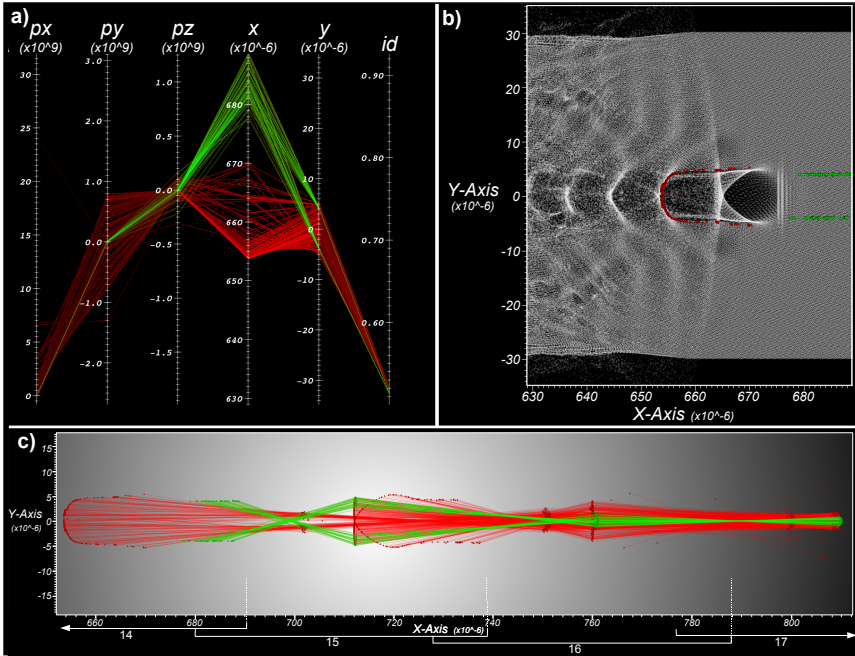 a)
px py pz x y id
(x10^9) (x10^9) (x10^9) (x10^-6) (x10^-6)
30 25 20 15 10 5 0
3.0 2.0 1.0 0.0 -1.0 -2.0
1.0 0.5 0.0 -0.5 -1.0 -1.5
680 670 660 650 640 630
30 20 10 0 -10 -20 -30
0.90 0.80 0.70 0.60
b)
Y-Axis
(x10^-6)
30
20
10
0
-10
-20
-30
630 640 650 660 670 680
X-Axis (x10^-6)
c)
Y-Axis
(x10^-6)
15
10
5
0
-5
-10
-15
660 680 700 720 740 760 780 800
X-Axis (x10^-6)
14 15 16 17